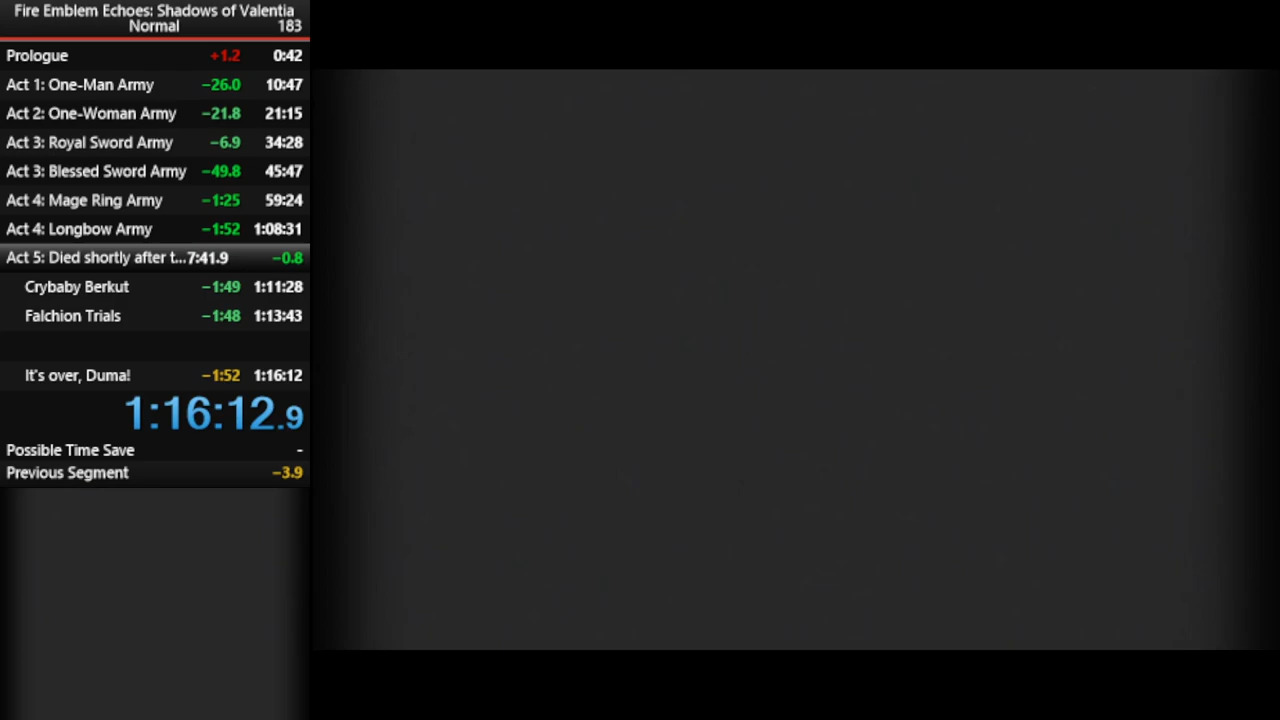 Fire Emblem Echoes: Shadows of Valentia
Normal 183
Prologue +1.2 0:42
Act 1: One-Man Army −26.0 10:47
Act 2: One-Woman Army −21.8 21:15
Act 3: Royal Sword Army −6.9 34:28
Act 3: Blessed Sword Army −49.8 45:47
Act 4: Mage Ring Army −1:25 59:24
Act 4: Longbow Army −1:52 1:08:31
Act 5: Died shortly after t...7:41.9 −0.8
Crybaby Berkut −1:49 1:11:28
Falchion Trials −1:48 1:13:43
It's over, Duma! −1:52 1:16:12
1:16:12.9
Possible Time Save -
Previous Segment −3.9